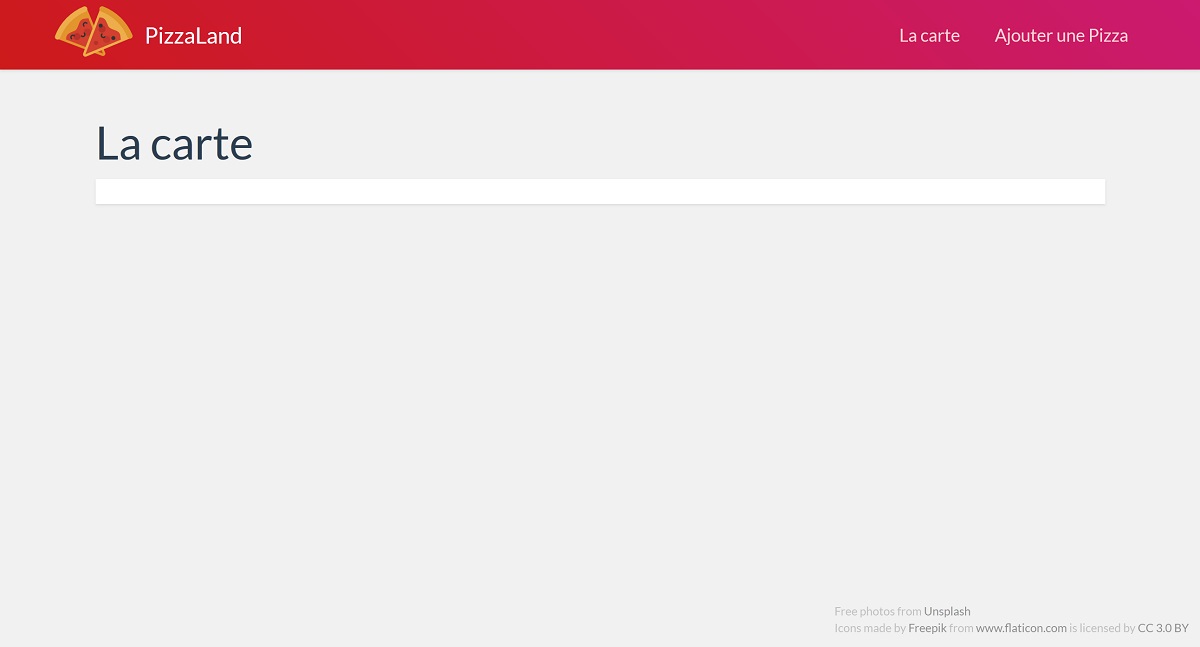 PizzaLand
La carte
Ajouter une Pizza
La carte
Free photos from Unsplash
Icons made by Freepik from www.flaticon.com is licensed by CC 3.0 BY